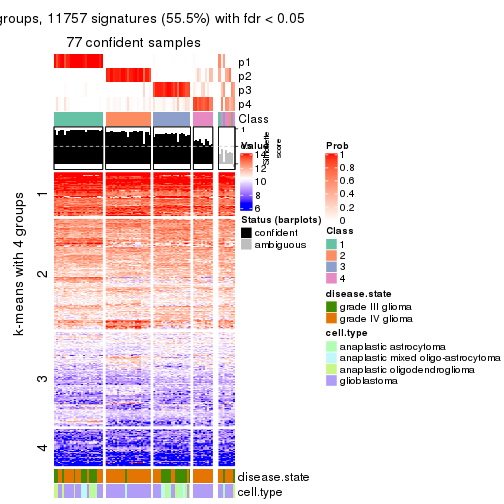 groups, 11757 signatures (55.5%) with fdr < 0.05
77 confident samples
p1
p2
p3
p4
Class
1
Silhouette
score
Value
14
12
10
8
6
Prob
1
0.8
0.6
0.4
0.2
0
Status (barplots)
confident
ambiguous
Class
1
2
3
4
disease.state
grade III glioma
grade IV glioma
cell.type
anaplastic astrocytoma
anaplastic mixed oligo-astrocytoma
anaplastic oligodendroglioma
glioblastoma
k-means with 4 groups
1
2
3
4
disease.state
cell.type